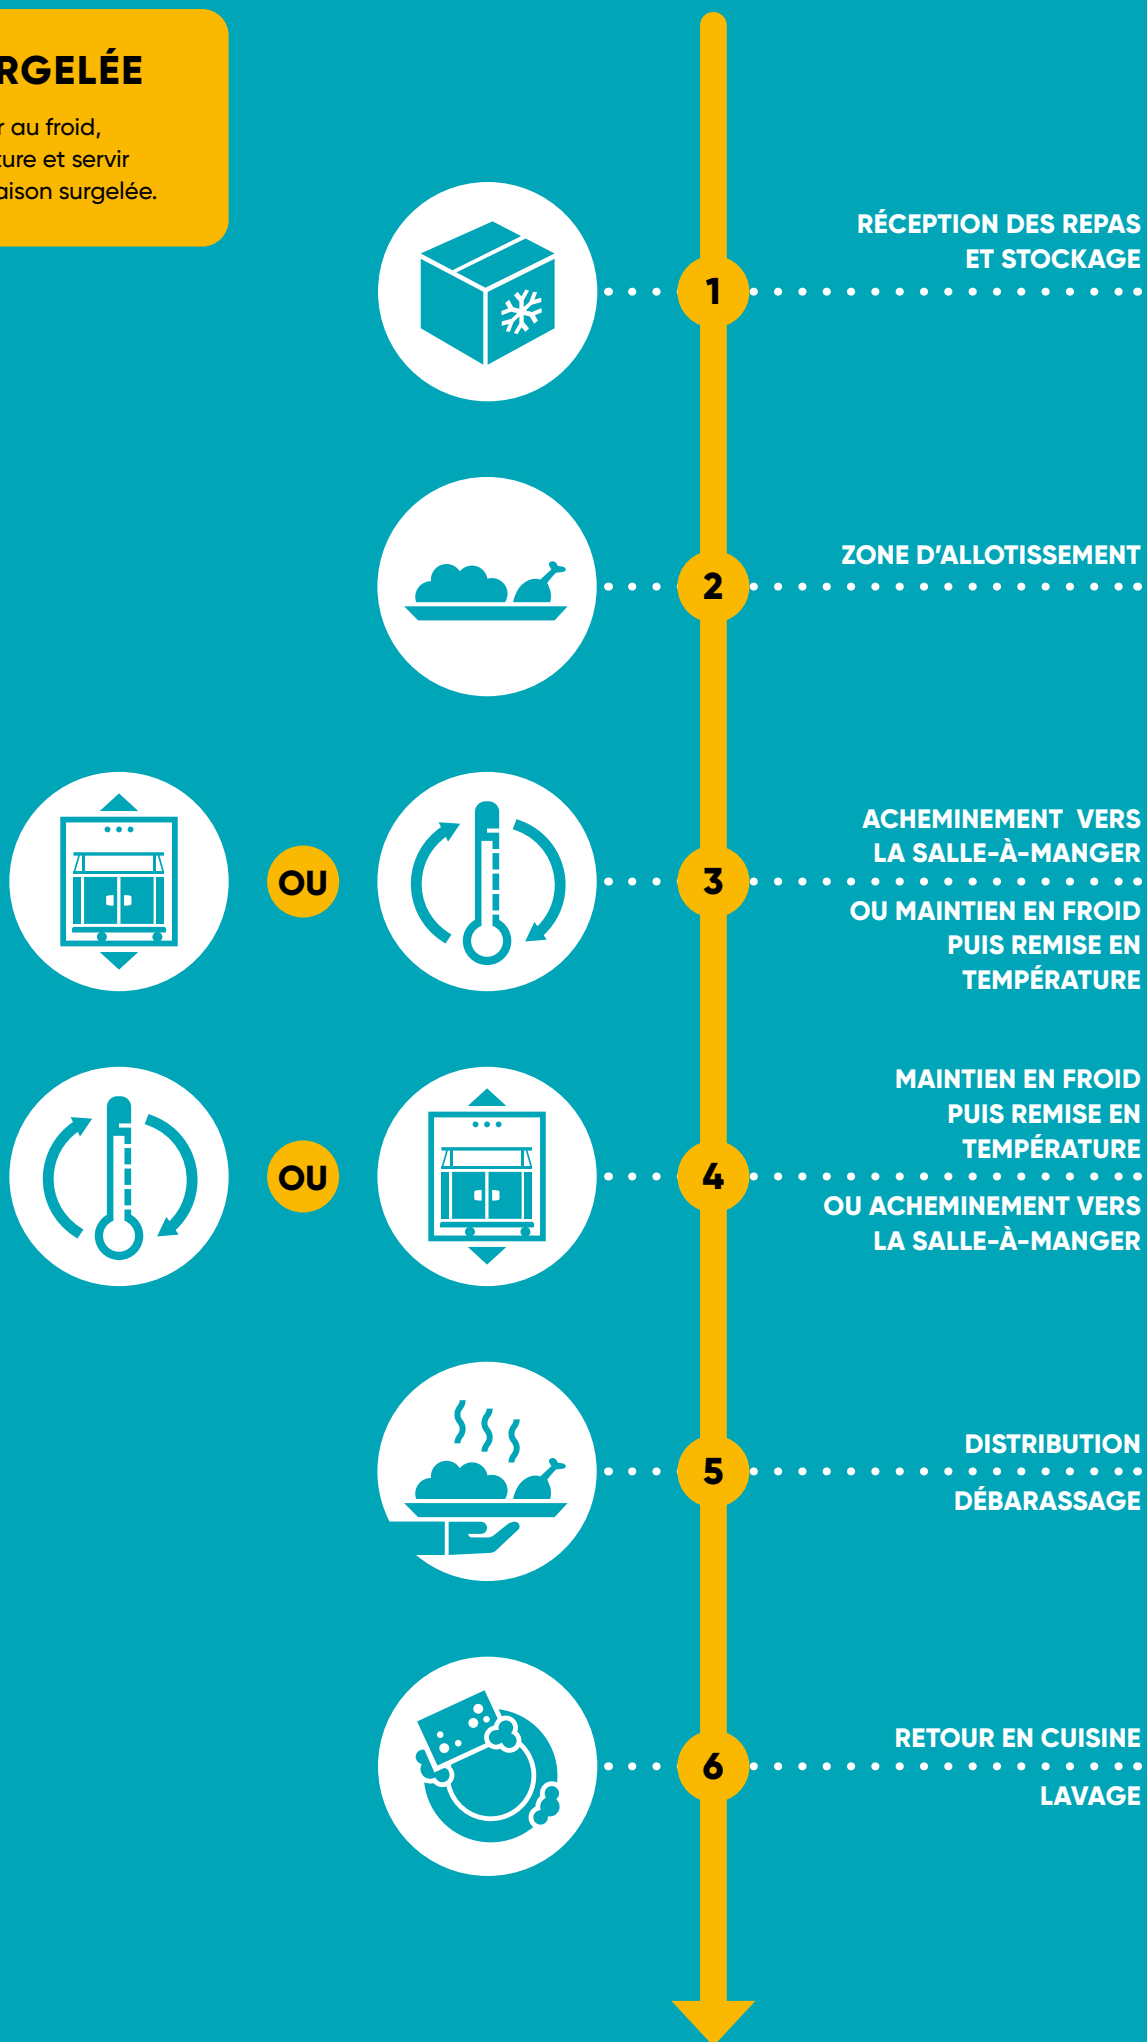 RGELÉE
r au froid,
ture et servir
aison surgelée.
RÉCEPTION DES REPAS
ET STOCKAGE
1
ZONE D'ALLOTISSEMENT
2
ACHEMINEMENT VERS
LA SALLE-À-MANGER
OU
3
OU MAINTIEN EN FROID
PUIS REMISE EN
TEMPÉRATURE
MAINTIEN EN FROID
PUIS REMISE EN
TEMPÉRATURE
OU
4
OU ACHEMINEMENT VERS
LA SALLE-À-MANGER
DISTRIBUTION
5
DÉBARASSAGE
RETOUR EN CUISINE
6
LAVAGE